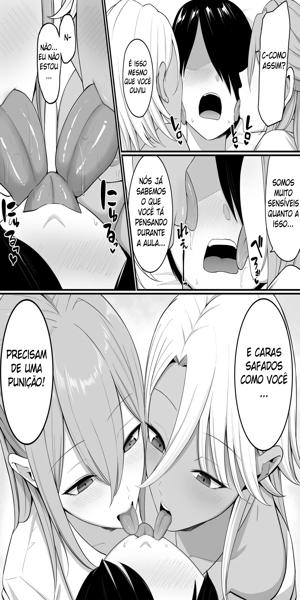 C-COMO
ASSIM?
É ISSO
MESMO QUE
VOCÊ
OUVIU
SOMOS
MUITO
SENSÍVEIS
QUANTO A
ISSO...
NÓS JÁ
SABEMOS
O QUE
VOCÊ TÁ
PENSANDO
DURANTE
A AULA...
N-
NÃO...
EU NÃO
ESTOU
...
E CARAS
SAFADOS
COMO VOCÊ
...
PRECISAM
DE UMA
PUNIÇÃO!